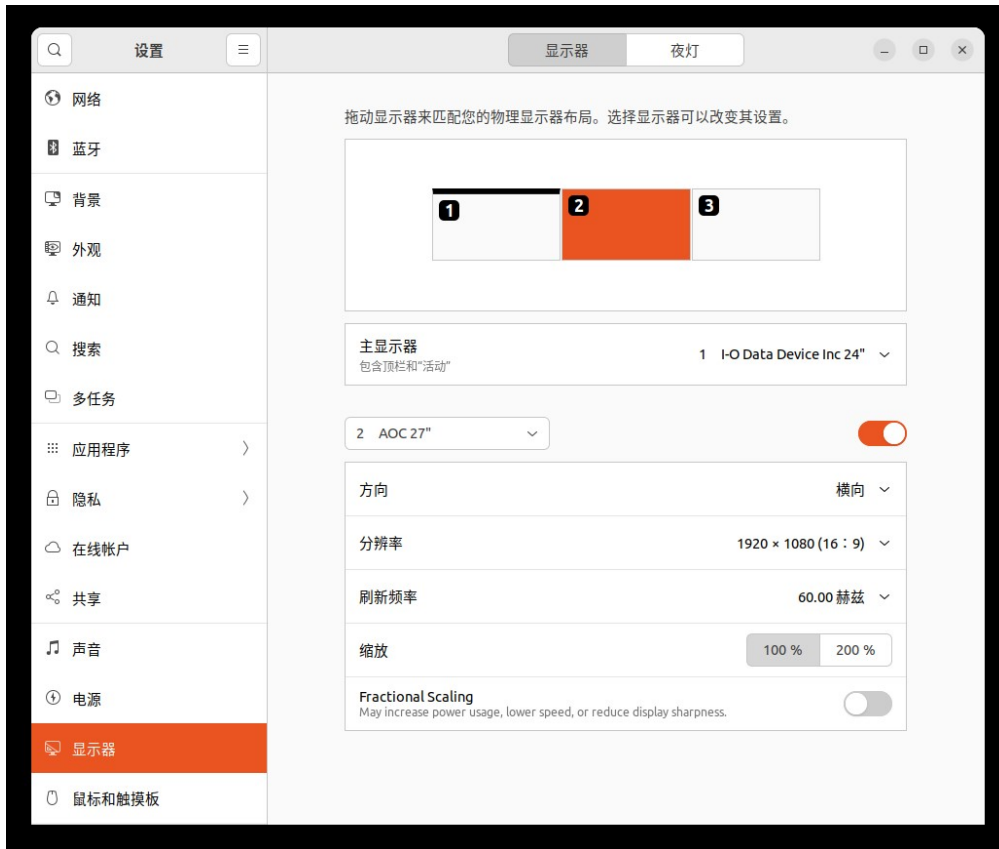 设置
显示器
夜灯
网络
蓝牙
背景
外观
通知
搜索
多任务
应用程序
隐私
在线帐户
共享
声音
电源
显示器
鼠标和触摸板
拖动显示器来匹配您的物理显示器布局。选择显示器可以改变其设置。
1
2
3
主显示器
包含顶栏和“活动”
1 I-O Data Device Inc 24"
2 AOC 27"
方向
横向
分辨率
1920 × 1080 (16∶9)
刷新频率
60.00 赫兹
缩放
100 %
200 %
Fractional Scaling
May increase power usage, lower speed, or reduce display sharpness.